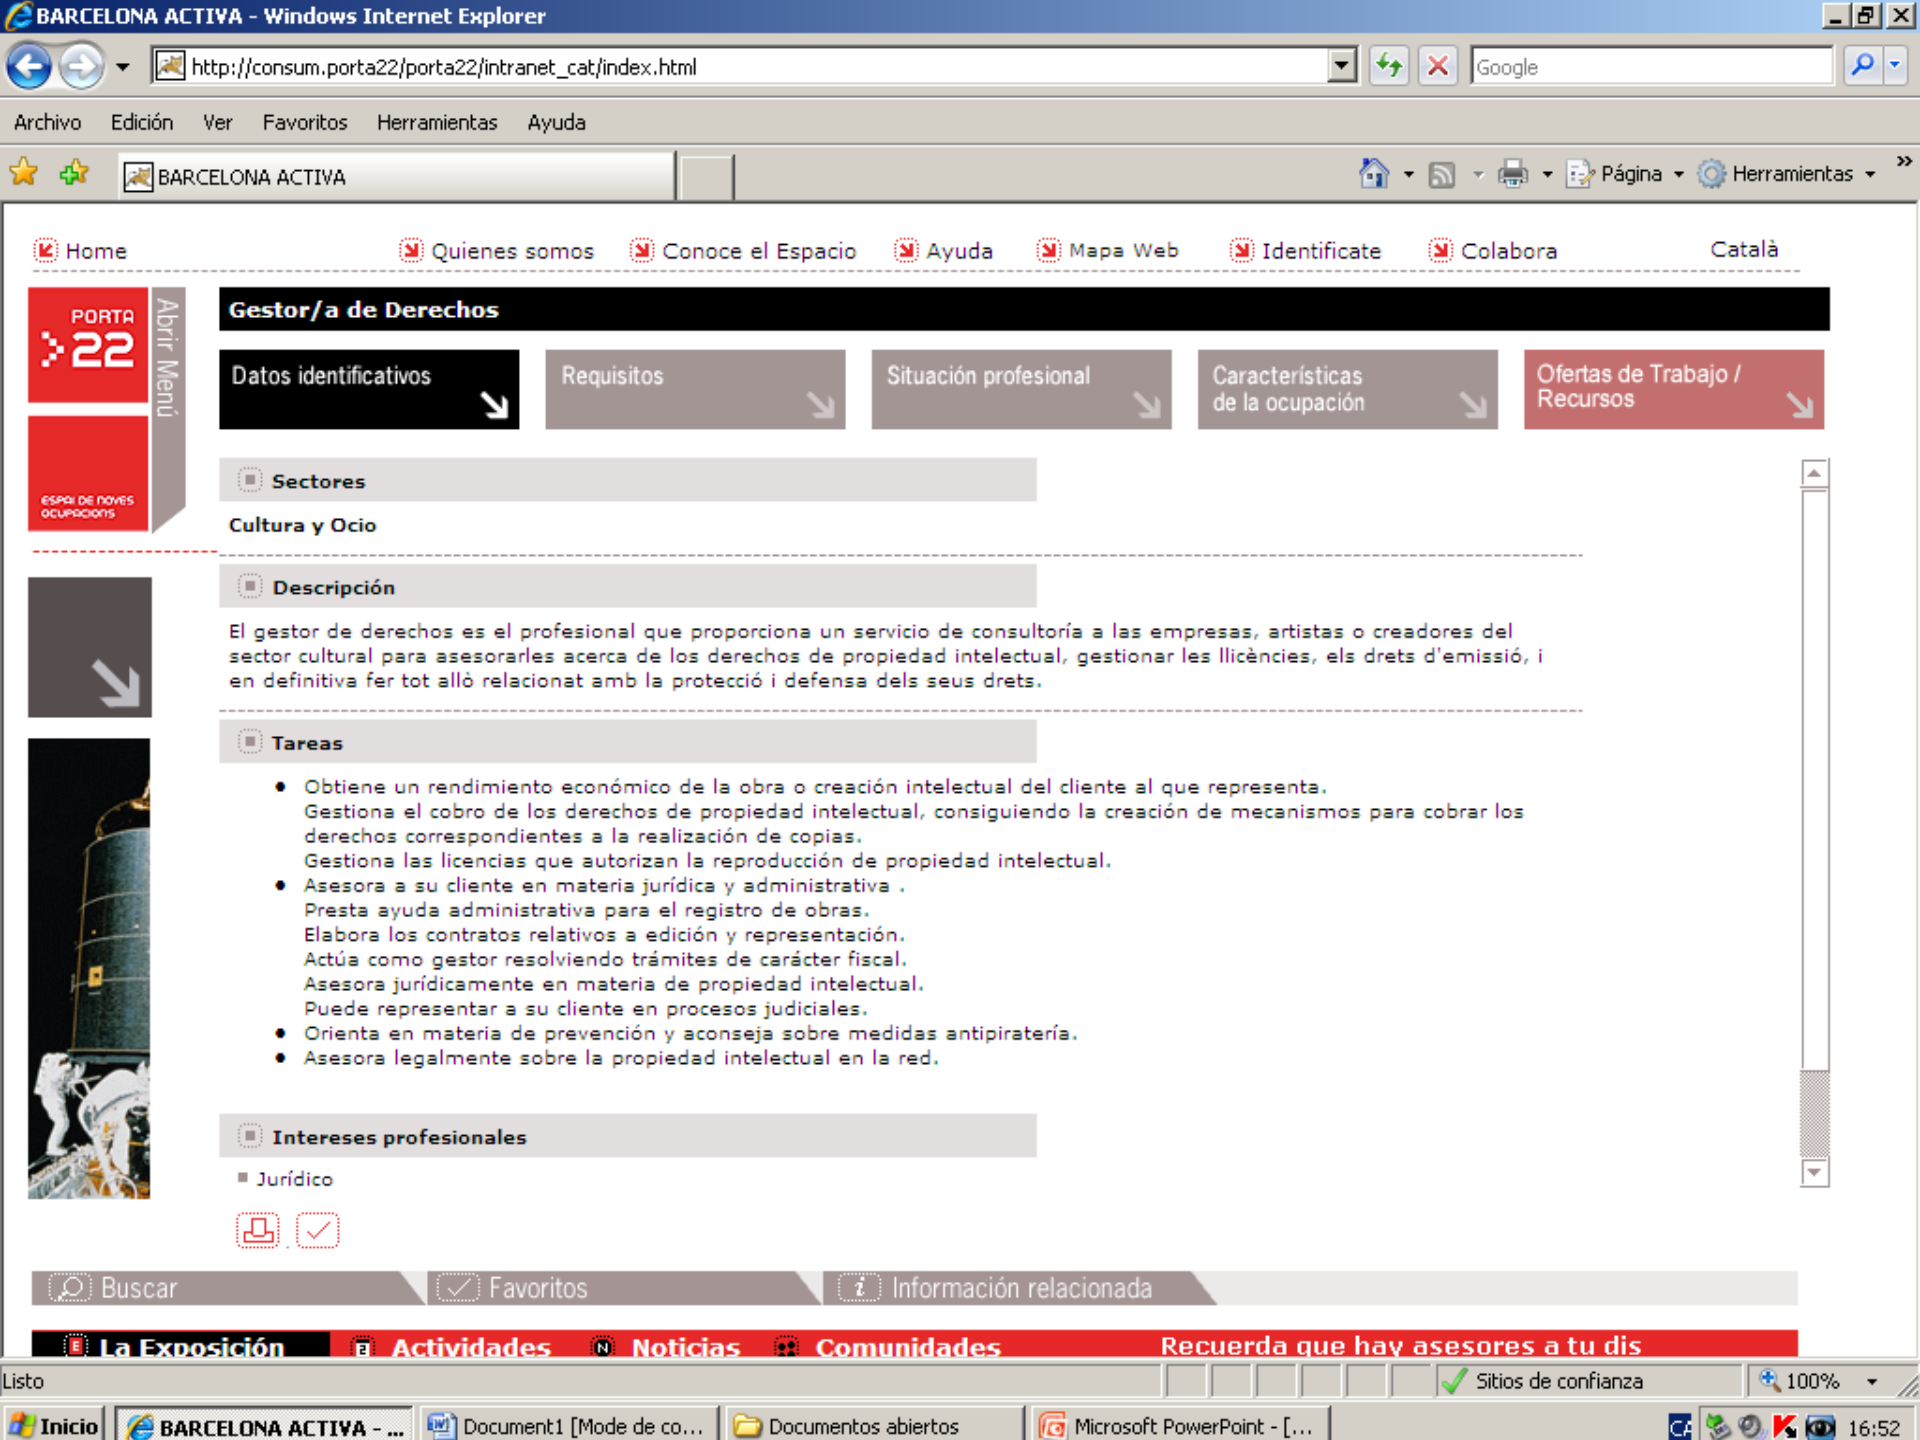 BARCELONA ACTIVA - Windows Internet Explorer
http://consum.porta22/porta22/intranet_cat/index.html
Google
Archivo Edición Ver Favoritos Herramientas Ayuda
BARCELONA ACTIVA
Página Herramientas »
Home Quienes somos Conoce el Espacio Ayuda Mapa Web Identificate Colabora Català
PORTA
22
Abrir Menú
ESPAI DE NOVES
OCUPACIONS
Gestor/a de Derechos
Datos identificativos
Requisitos
Situación profesional
Características
de la ocupación
Ofertas de Trabajo /
Recursos
Sectores
Cultura y Ocio
Descripción
El gestor de derechos es el profesional que proporciona un servicio de consultoría a las empresas, artistas o creadores del
sector cultural para asesorarles acerca de los derechos de propiedad intelectual, gestionar les llicències, els drets d'emissió, i
en definitiva fer tot allò relacionat amb la protecció i defensa dels seus drets.
Tareas
• Obtiene un rendimiento económico de la obra o creación intelectual del cliente al que representa.
Gestiona el cobro de los derechos de propiedad intelectual, consiguiendo la creación de mecanismos para cobrar los
derechos correspondientes a la realización de copias.
Gestiona las licencias que autorizan la reproducción de propiedad intelectual.
• Asesora a su cliente en materia jurídica y administrativa .
Presta ayuda administrativa para el registro de obras.
Elabora los contratos relativos a edición y representación.
Actúa como gestor resolviendo trámites de carácter fiscal.
Asesora jurídicamente en materia de propiedad intelectual.
Puede representar a su cliente en procesos judiciales.
• Orienta en materia de prevención y aconseja sobre medidas antipiratería.
• Asesora legalmente sobre la propiedad intelectual en la red.
Intereses profesionales
Jurídico
Buscar Favoritos i Información relacionada
E La Exposición 2 Actividades N Noticias Comunidades Recuerda que hay asesores a tu dis
Listo Sitios de confianza 100%
Inicio BARCELONA ACTIVA - ... Document1 [Mode de co... Documentos abiertos Microsoft PowerPoint - [... CA 16:52